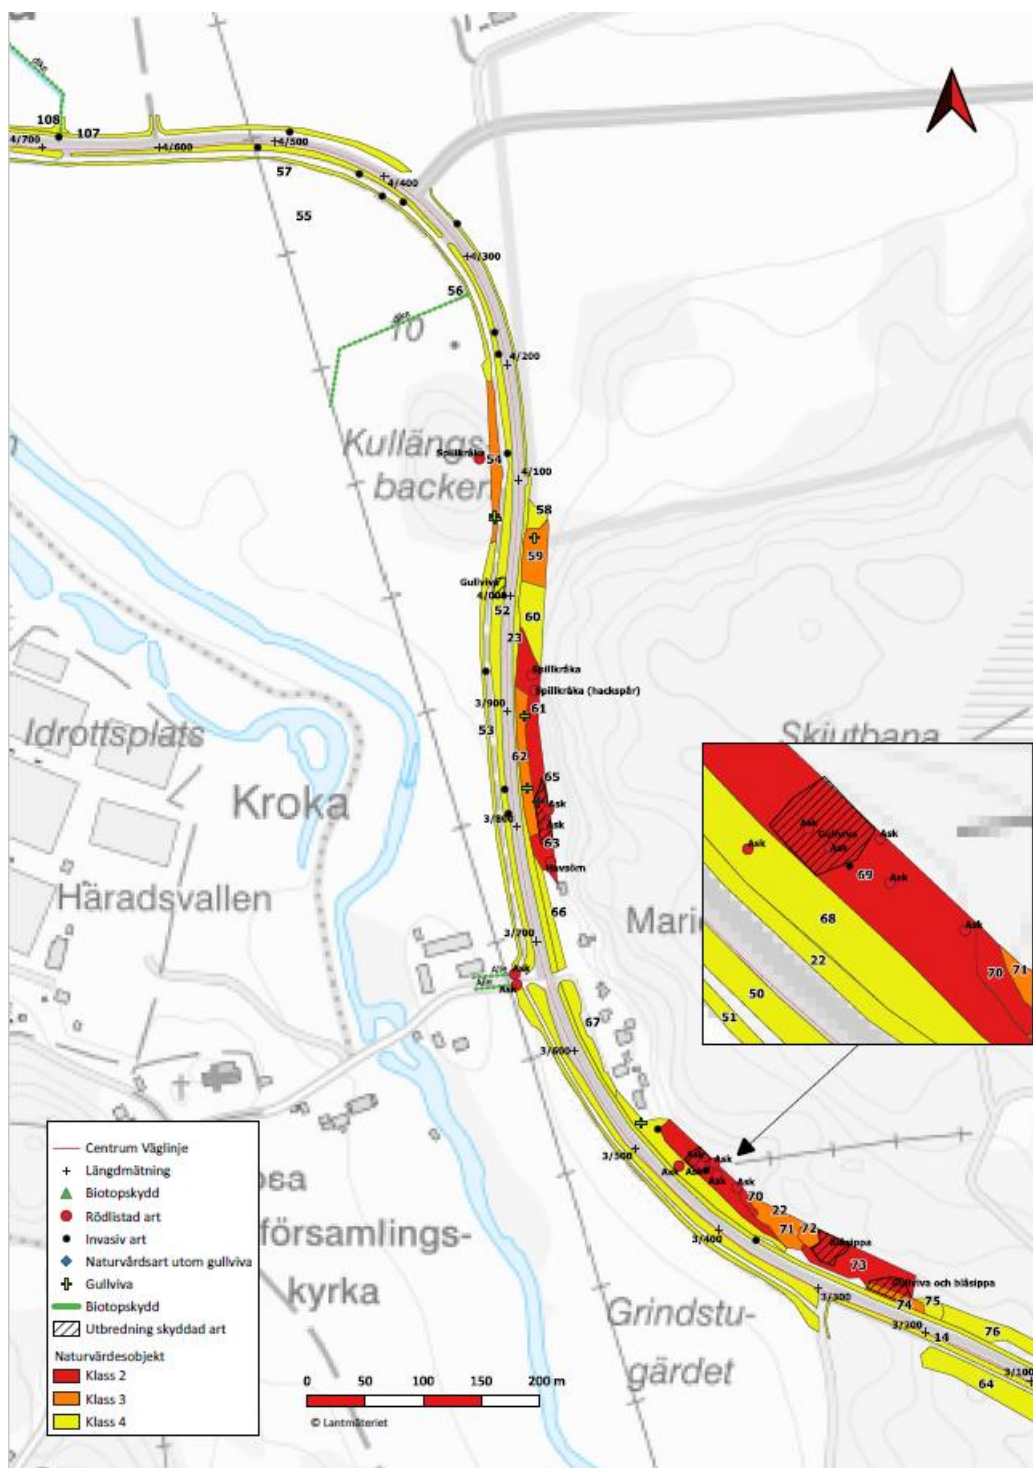 dike
108
107
4/700
4/600
4/500
57
4/400
55
4/300
56
dike
10
4/200
Kullängs-
Spillkråka
54
backen
4/100
58
59
Gullviva
4/000
52
60
23
Spillkråka
Spillkråka (hackspår)
3/900
61
53
62
Idrottsplats
Skjutbana
65
Ask
Kroka
3/800
Ask
63
Havsörn
Häradsvallen
66
3/700
Allé
Ask
Allé
Ask
67
3/600
Ask
Gullviva
Ask
Ask
Ask
69
Ask
68
Ask
22
70
71
50
51
3/500
Ask
Ask
Ask
Ask
Ask
Ask
70
22
71
72
3/400
Blåsippa
73
Gullviva och blåsippa
3/300
74
75
3/200
14
76
3/100
64
församlings-
kyrka
Grindstu-
gärdet
Centrum Väglinje
Längdmätning
Biotopskydd
Rödlistad art
Invasiv art
Naturvårdsart utom gullviva
Gullviva
Biotopskydd
Utbredning skyddad art
Naturvärdesobjekt
Klass 2
Klass 3
Klass 4
0 50 100 150 200 m
© Lantmäteriet